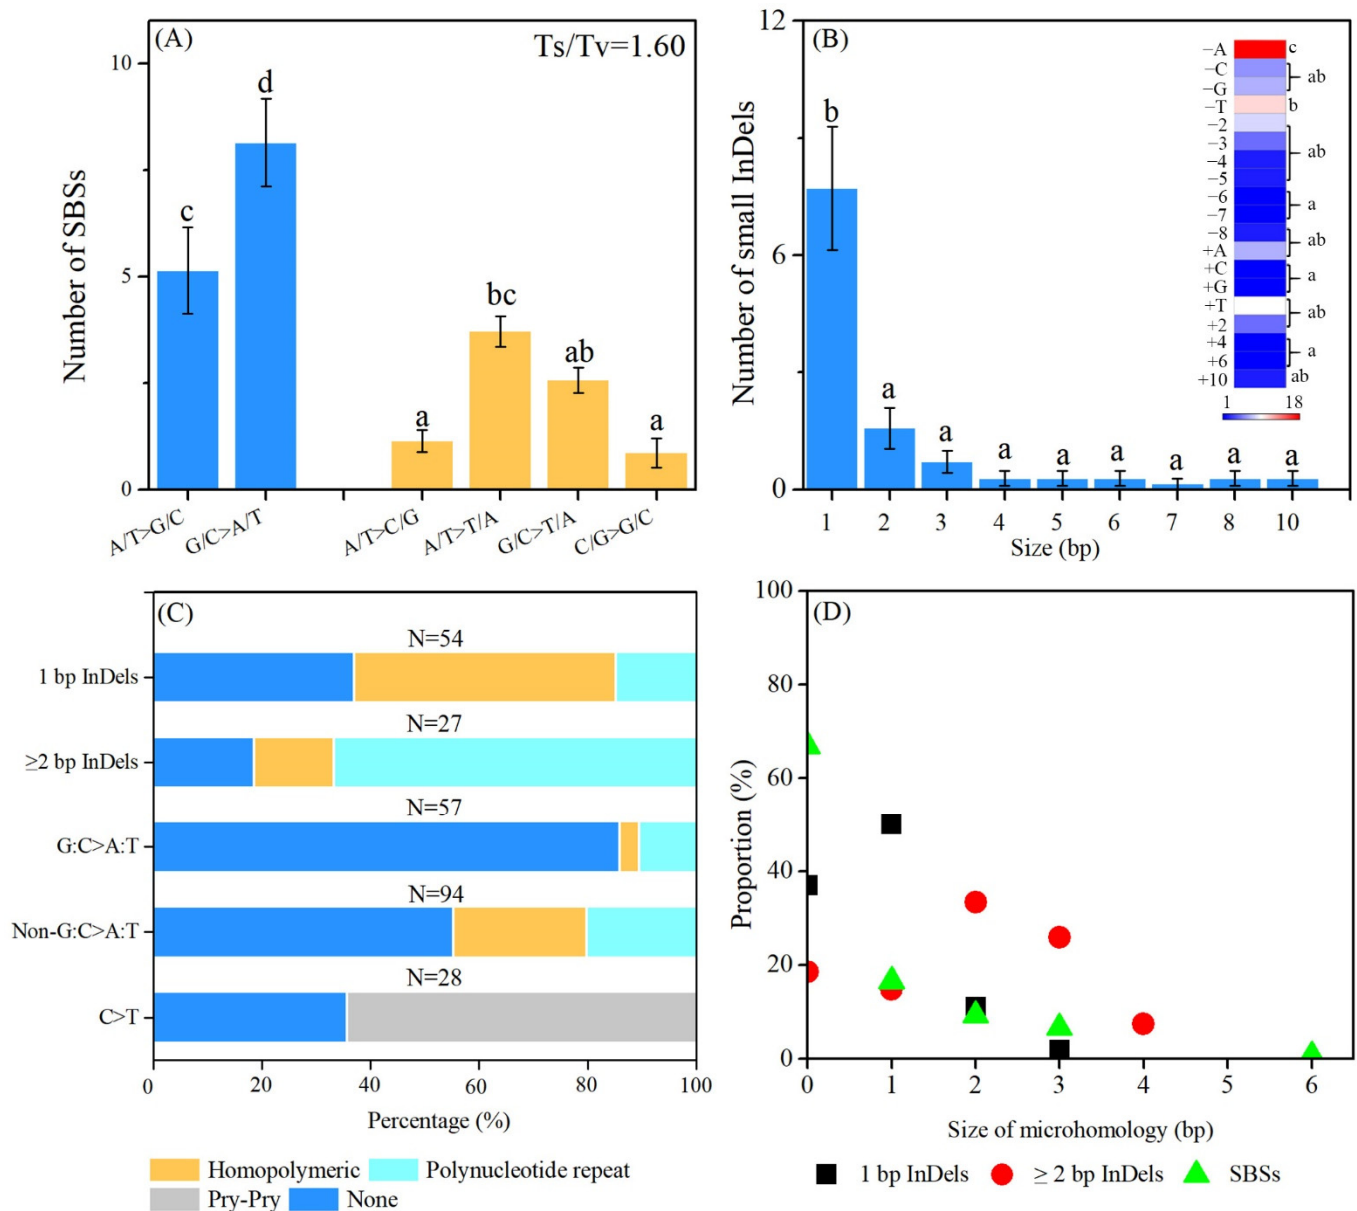 (A)
Ts/Tv=1.60
Number of SBSs
10
5
0
c
d
a
bc
ab
a
A/T>G/C
G/C>A/T
A/T>C/G
A/T>T/A
G/C>T/A
C/G>G/C
(B)
Number of small InDels
12
6
0
b
a
a
a
a
a
a
a
a
1 2 3 4 5 6 7 8 10
Size (bp)
−A c
−C
−G
ab
−T b
−2
−3
−4
−5
ab
−6
−7
a
−8
+A
ab
+C
+G
a
+T
+2
ab
+4
+6
a
+10 ab
1 18
(C)
N=54
1 bp InDels
N=27
≥2 bp InDels
N=57
G:C>A:T
N=94
Non-G:C>A:T
N=28
C>T
0 20 40 60 80 100
Percentage (%)
Homopolymeric Polynucleotide repeat
Pry-Pry None
(D)
Proportion (%)
100
80
60
40
20
0
0 1 2 3 4 5 6
Size of microhomology (bp)
1 bp InDels ≥ 2 bp InDels SBSs